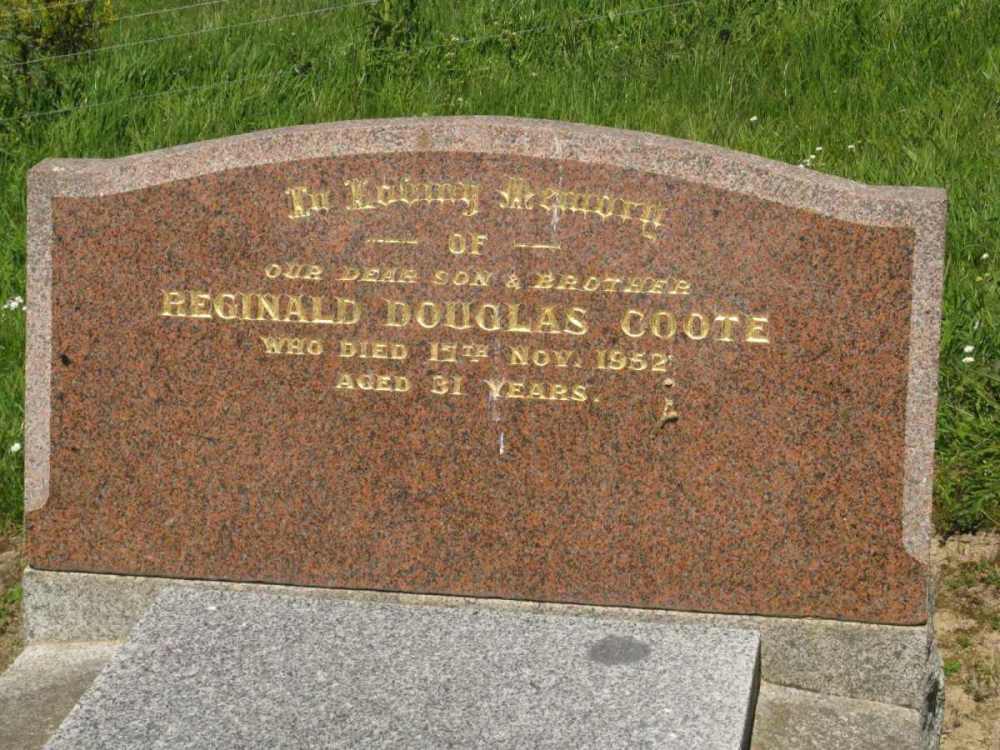 In Loving Memory
— OF —
OUR DEAR SON & BROTHER
REGINALD DOUGLAS COOTE
WHO DIED 17TH NOV. 1952
AGED 31 YEARS.